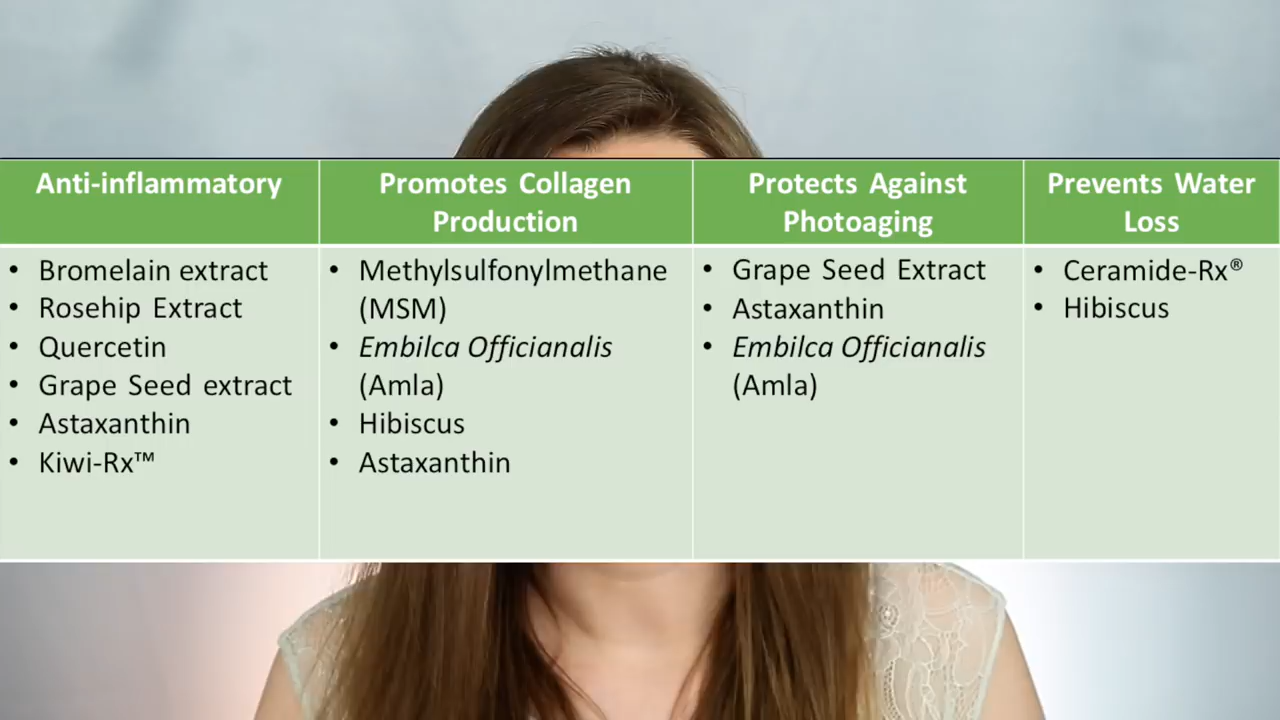 Anti-inflammatory
Promotes Collagen
Production
Protects Against
Photoaging
Prevents Water
Loss
• Bromelain extract
• Rosehip Extract
• Quercetin
• Grape Seed extract
• Astaxanthin
• Kiwi-Rx™
• Methylsulfonylmethane
(MSM)
• Embilca Officianalis
(Amla)
• Hibiscus
• Astaxanthin
• Grape Seed Extract
• Astaxanthin
• Embilca Officianalis
(Amla)
• Ceramide-Rx®
• Hibiscus